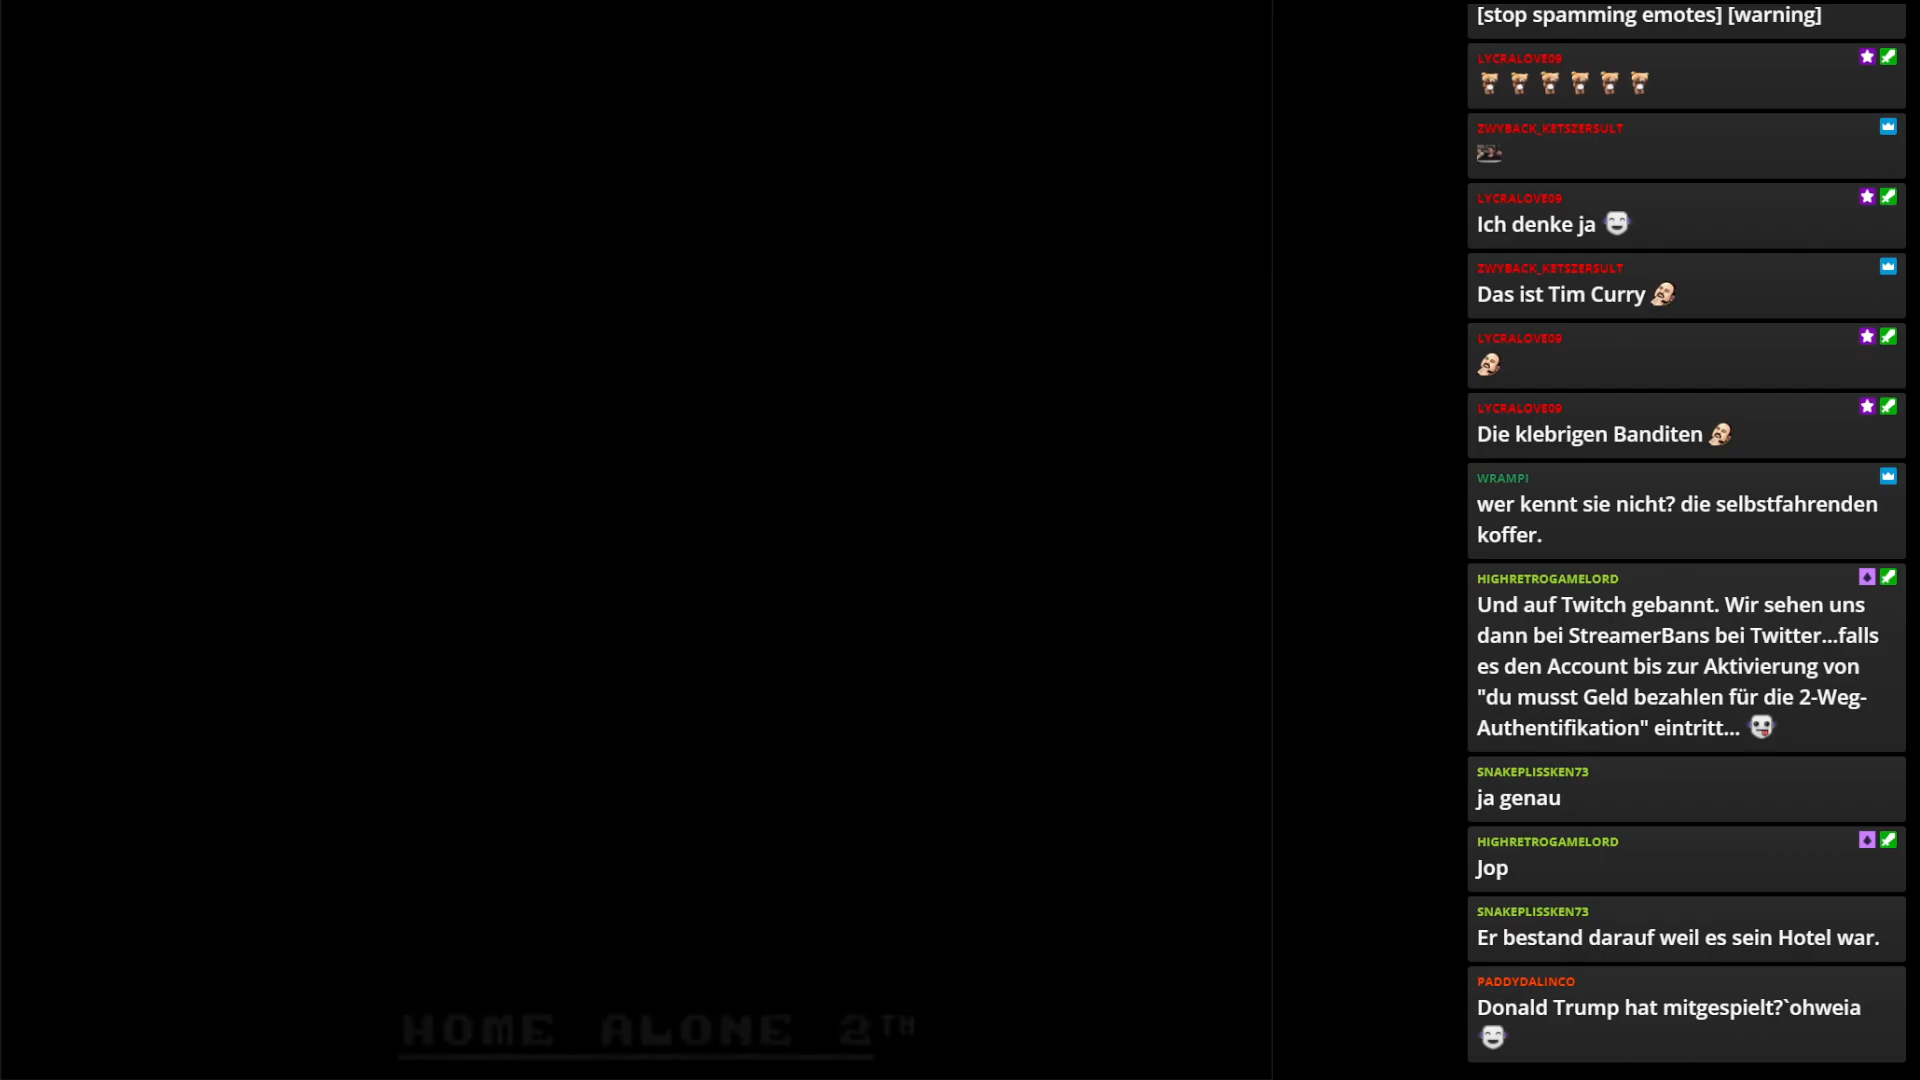 [stop spamming emotes] [warning]
LYCRALOVE09
ZWYBACK_KETSZERSULT
LYCRALOVE09
Ich denke ja
ZWYBACK_KETSZERSULT
Das ist Tim Curry
LYCRALOVE09
LYCRALOVE09
Die klebrigen Banditen
WRAMPI
wer kennt sie nicht? die selbstfahrenden
koffer.
HIGHRETROGAMELORD
Und auf Twitch gebannt. Wir sehen uns
dann bei StreamerBans bei Twitter...falls
es den Account bis zur Aktivierung von
"du musst Geld bezahlen für die 2-Weg-
Authentifikation" eintritt...
SNAKEPLISSKEN73
ja genau
HIGHRETROGAMELORD
Jop
SNAKEPLISSKEN73
Er bestand darauf weil es sein Hotel war.
PADDYDALINCO
Donald Trump hat mitgespielt?`ohweia
HOME ALONE 2TH